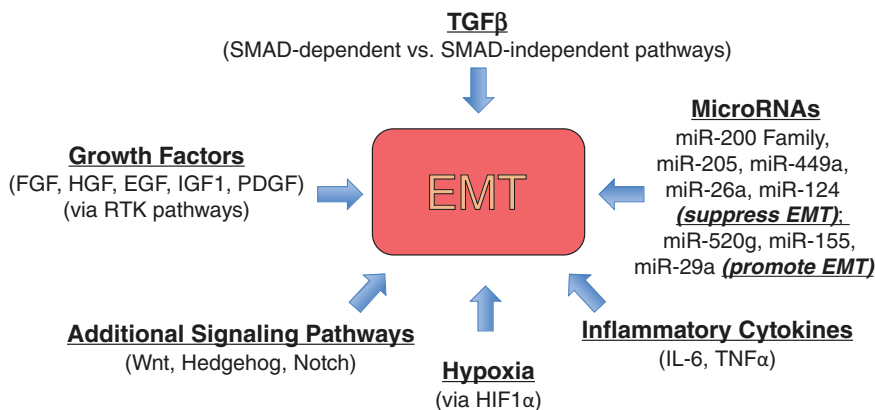 TGFβ
(SMAD-dependent vs. SMAD-independent pathways)
MicroRNAs
miR-200 Family,
miR-205, miR-449a,
miR-26a, miR-124
(suppress EMT);
miR-520g, miR-155,
miR-29a (promote EMT)
Growth Factors
(FGF, HGF, EGF, IGF1, PDGF)
(via RTK pathways)
EMT
Additional Signaling Pathways
(Wnt, Hedgehog, Notch)
Hypoxia
(via HIF1α)
Inflammatory Cytokines
(IL-6, TNFα)